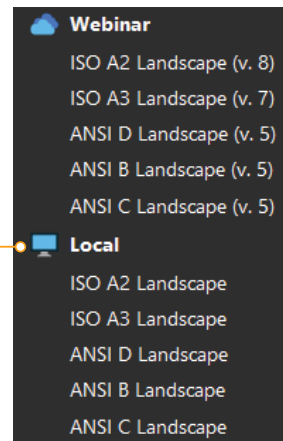 Webinar
ISO A2 Landscape (v. 8)
ISO A3 Landscape (v. 7)
ANSI D Landscape (v. 5)
ANSI B Landscape (v. 5)
ANSI C Landscape (v. 5)
Local
ISO A2 Landscape
ISO A3 Landscape
ANSI D Landscape
ANSI B Landscape
ANSI C Landscape